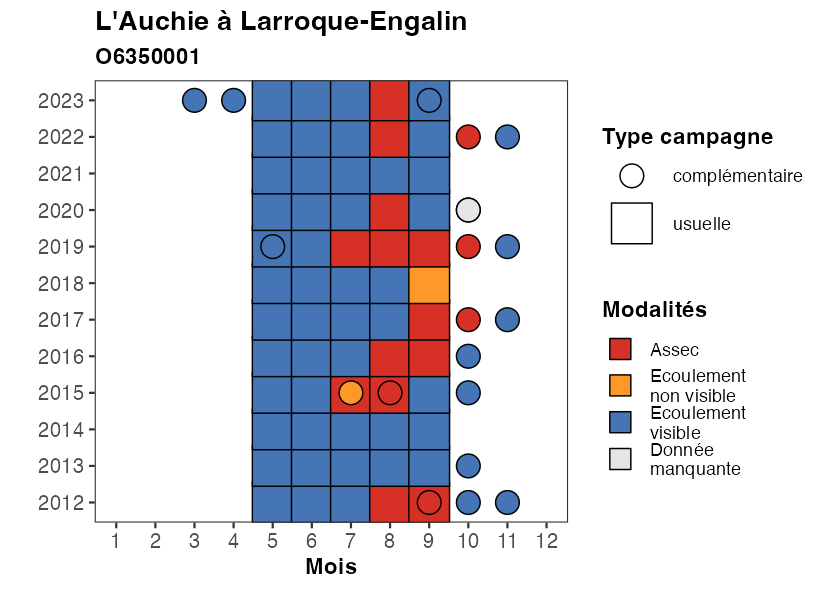 L'Auchie à Larroque-Engalin
O6350001
2023
2022
2021
2020
2019
2018
2017
2016
2015
2014
2013
2012
1 2 3 4 5 6 7 8 9 10 11 12
Mois
Type campagne
complémentaire
usuelle
Modalités
Assec
Ecoulement
non visible
Ecoulement
visible
Donnée
manquante